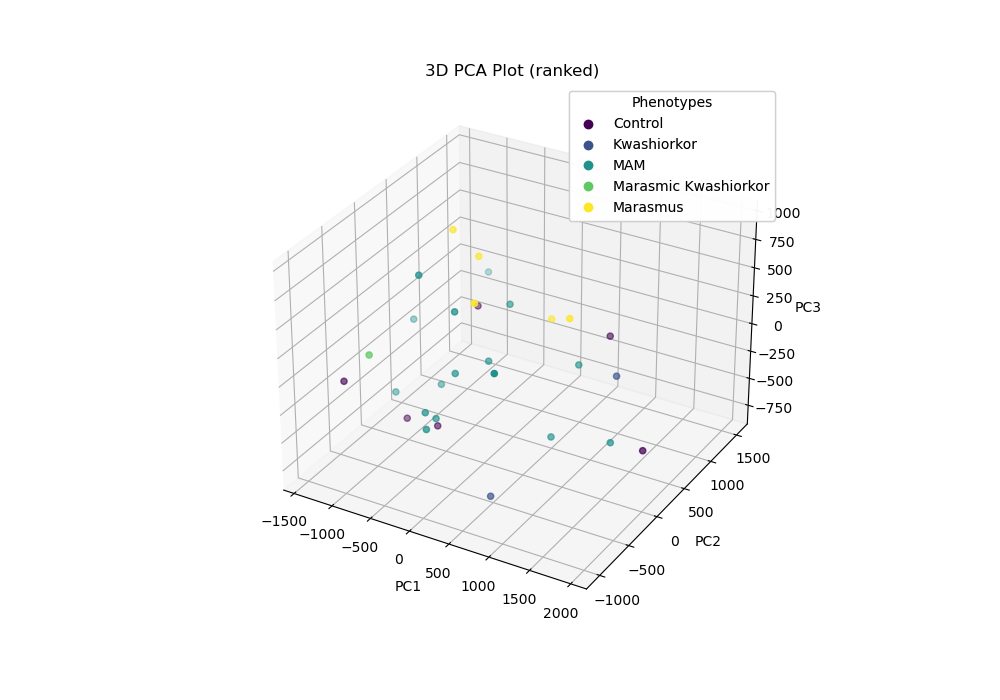 3D PCA Plot (ranked)
Phenotypes
Control
Kwashiorkor
MAM
Marasmic Kwashiorkor
Marasmus
000
750
500
250
0
−250
−500
−750
PC3
1500
1000
500
0
−500
−1000
PC2
−1500
−1000
−500
0
500
1000
1500
2000
PC1